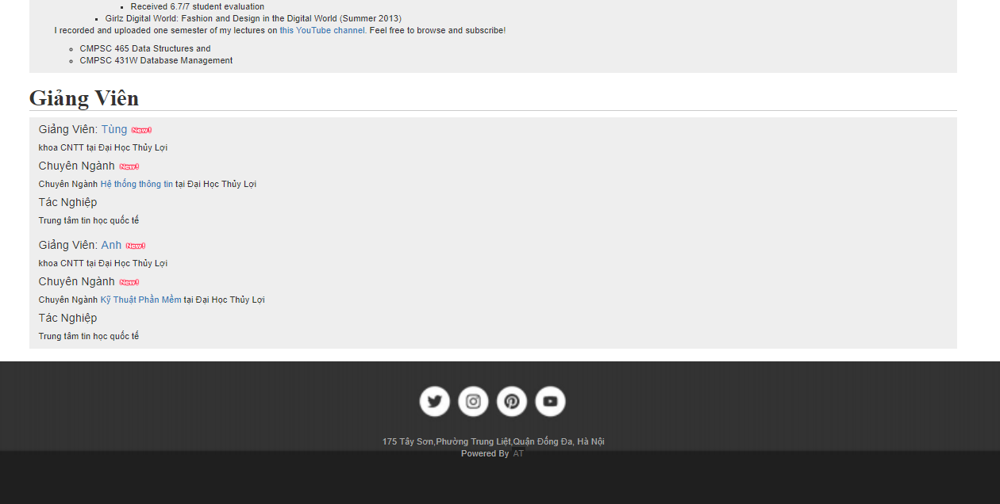 Received 6.7/7 student evaluation
Girlz Digital World: Fashion and Design in the Digital World (Summer 2013)
I recorded and uploaded one semester of my lectures on this YouTube channel. Feel free to browse and subscribe!
CMPSC 465 Data Structures and
CMPSC 431W Database Management
Giảng Viên
Giảng Viên: Tùng New!
khoa CNTT tại Đại Học Thủy Lợi
Chuyên Ngành New!
Chuyên Ngành Hệ thống thông tin tại Đại Học Thủy Lợi
Tác Nghiệp
Trung tâm tin học quốc tế
Giảng Viên: Anh New!
khoa CNTT tại Đại Học Thủy Lợi
Chuyên Ngành New!
Chuyên Ngành Kỹ Thuật Phần Mềm tại Đại Học Thủy Lợi
Tác Nghiệp
Trung tâm tin học quốc tế
175 Tây Sơn,Phường Trung Liệt,Quận Đống Đa, Hà Nội
Powered By AT